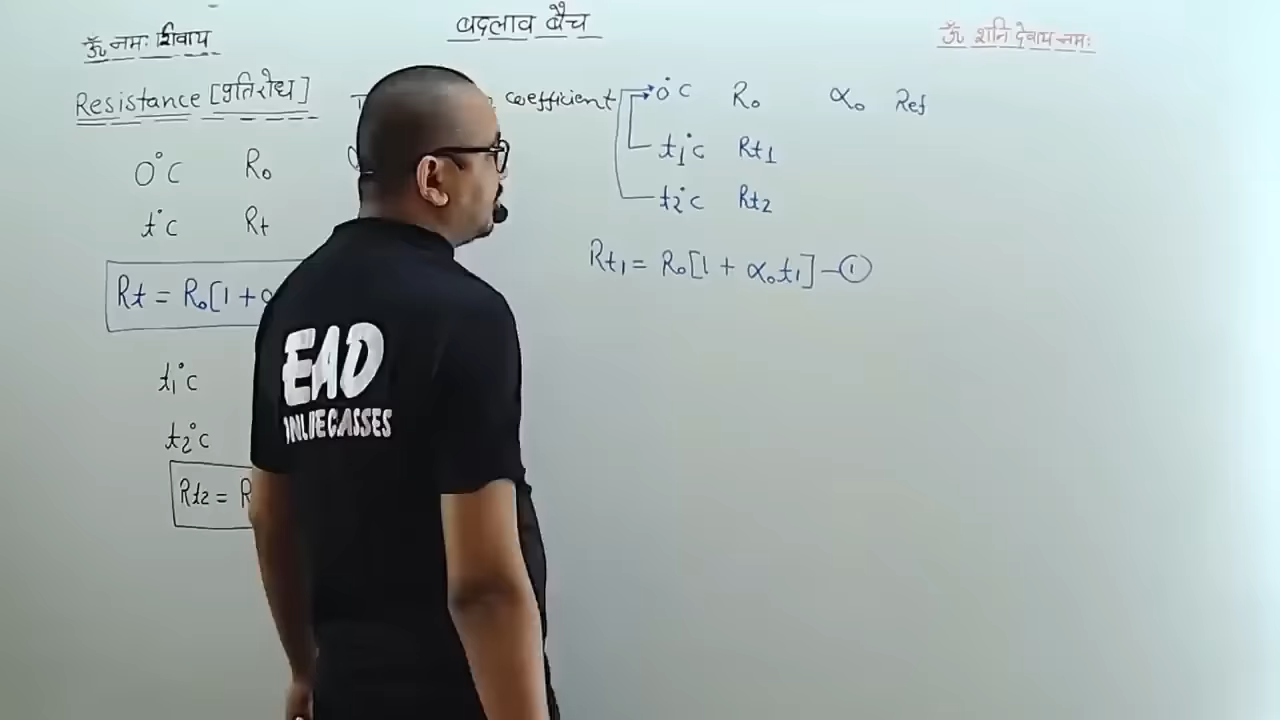 बदलाव बैच
ॐ नमः शिवाय
ॐ शनि देवाय नमः
Resistance [प्रतिरोध]
0°C R₀
t°C Rt
Rt = R₀[1 +
t₁°C
t₂°C
Rt₂ = R
coefficient
0°C R₀ α₀ Ref
t₁°C Rt₁
t₂°C Rt₂
Rt₁ = R₀[1 + α₀t₁] — ①
EAD
ONLINE CLASSES